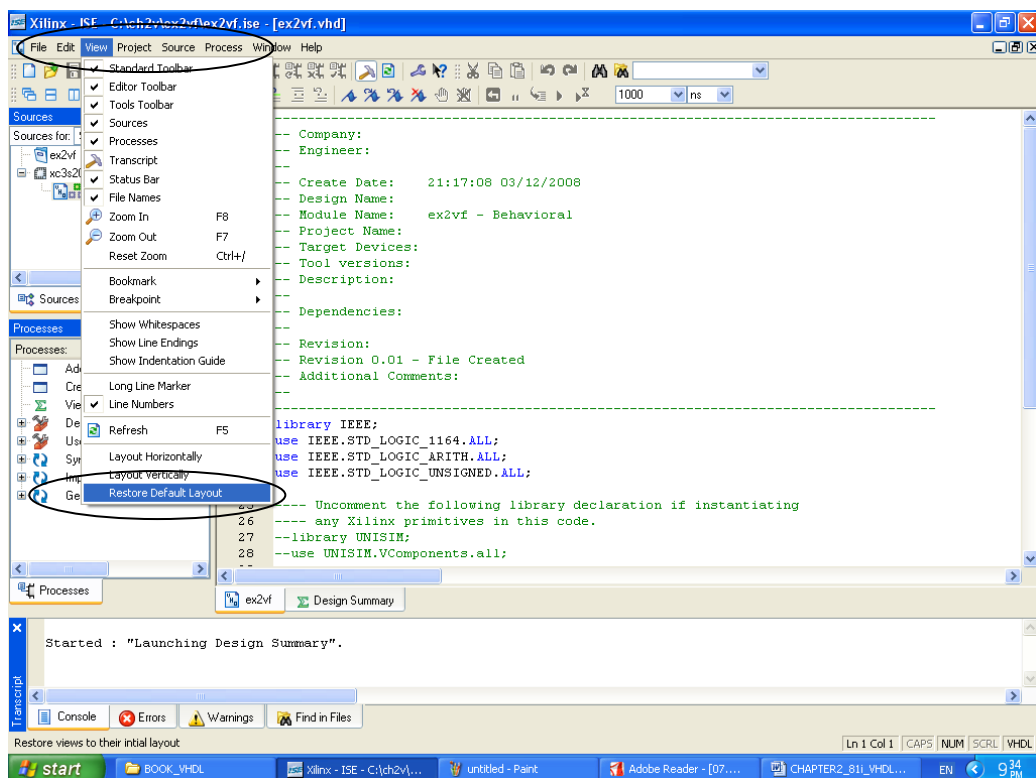 Xilinx - ISE - C:\ch2v\ex2vf\ex2vf.ise - [ex2vf.vhd]
File Edit View Project Source Process Window Help
Standard Toolbar
Editor Toolbar
Tools Toolbar
Sources
Processes
Transcript
Status Bar
File Names
Zoom In F8
Zoom Out F7
Reset Zoom Ctrl+/
Bookmark
Breakpoint
Show Whitespaces
Show Line Endings
Show Indentation Guide
Long Line Marker
Line Numbers
Refresh F5
Layout Horizontally
Layout Vertically
Restore Default Layout
1000 ns
Sources
Sources for:
ex2vf
xc3s20
Sources
Processes
Processes:
Processes
-- Company:
-- Engineer:
--
-- Create Date: 21:17:08 03/12/2008
-- Design Name:
-- Module Name: ex2vf - Behavioral
-- Project Name:
-- Target Devices:
-- Tool versions:
-- Description:
--
-- Dependencies:
--
-- Revision:
-- Revision 0.01 - File Created
-- Additional Comments:
--
library IEEE;
use IEEE.STD_LOGIC_1164.ALL;
use IEEE.STD_LOGIC_ARITH.ALL;
use IEEE.STD_LOGIC_UNSIGNED.ALL;
25 ---- Uncomment the following library declaration if instantiating
26 ---- any Xilinx primitives in this code.
27 --library UNISIM;
28 --use UNISIM.VComponents.all;
ex2vf Design Summary
Started : "Launching Design Summary".
Transcript
Console Errors Warnings Find in Files
Restore views to their intial layout
Ln 1 Col 1 CAPS NUM SCRL VHDL
start BOOK_VHDL Xilinx - ISE - C:\ch2v\... untitled - Paint Adobe Reader - [07.... CHAPTER2_81i_VHDL... EN 9:34 PM